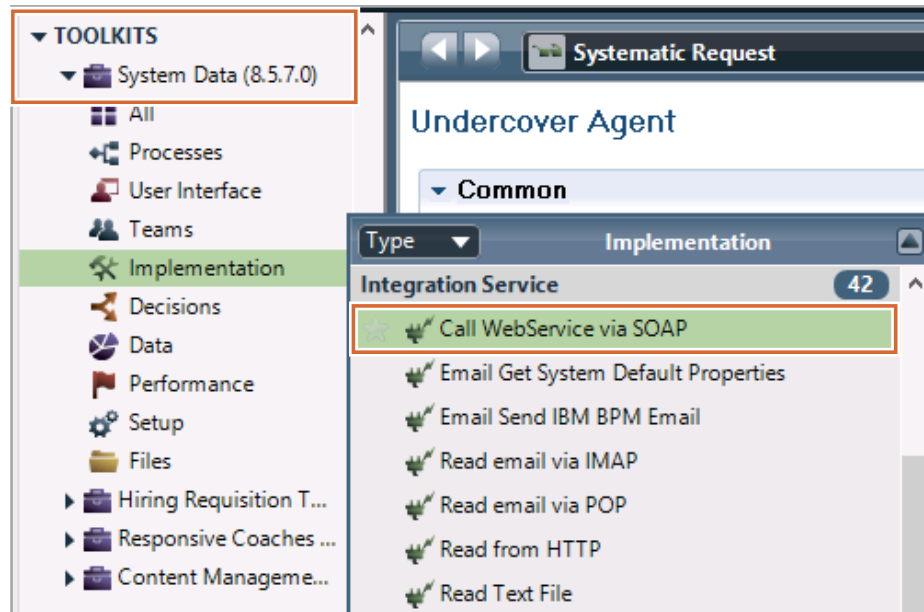 TOOLKITS
System Data (8.5.7.0)
All
Processes
User Interface
Teams
Implementation
Decisions
Data
Performance
Setup
Files
Hiring Requisition T...
Responsive Coaches ...
Content Manageme...
Systematic Request
Undercover Agent
Common
Type Implementation
Integration Service 42
Call WebService via SOAP
Email Get System Default Properties
Email Send IBM BPM Email
Read email via IMAP
Read email via POP
Read from HTTP
Read Text File